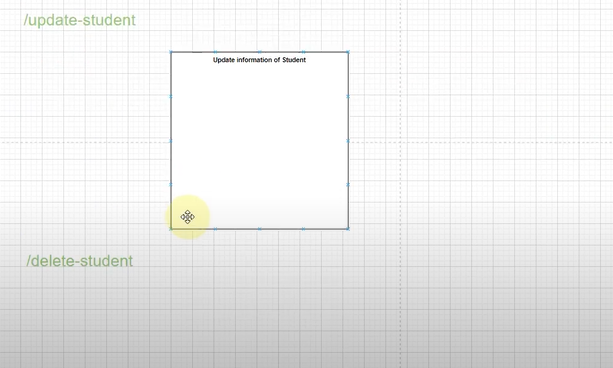 /update-student
Update information of Student
/delete-student